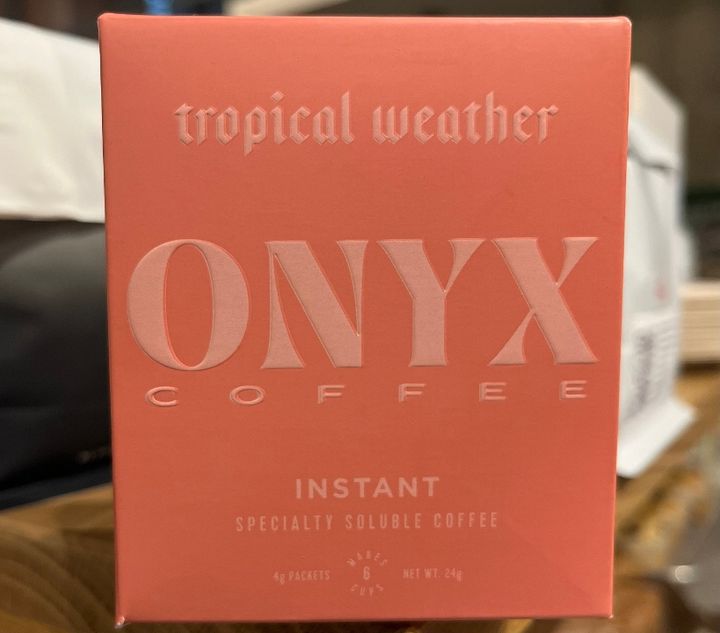 tropical weather
ONYX
COFFEE
INSTANT
SPECIALTY SOLUBLE COFFEE
4g PACKETS MAKES 6 CUPS NET WT. 24g